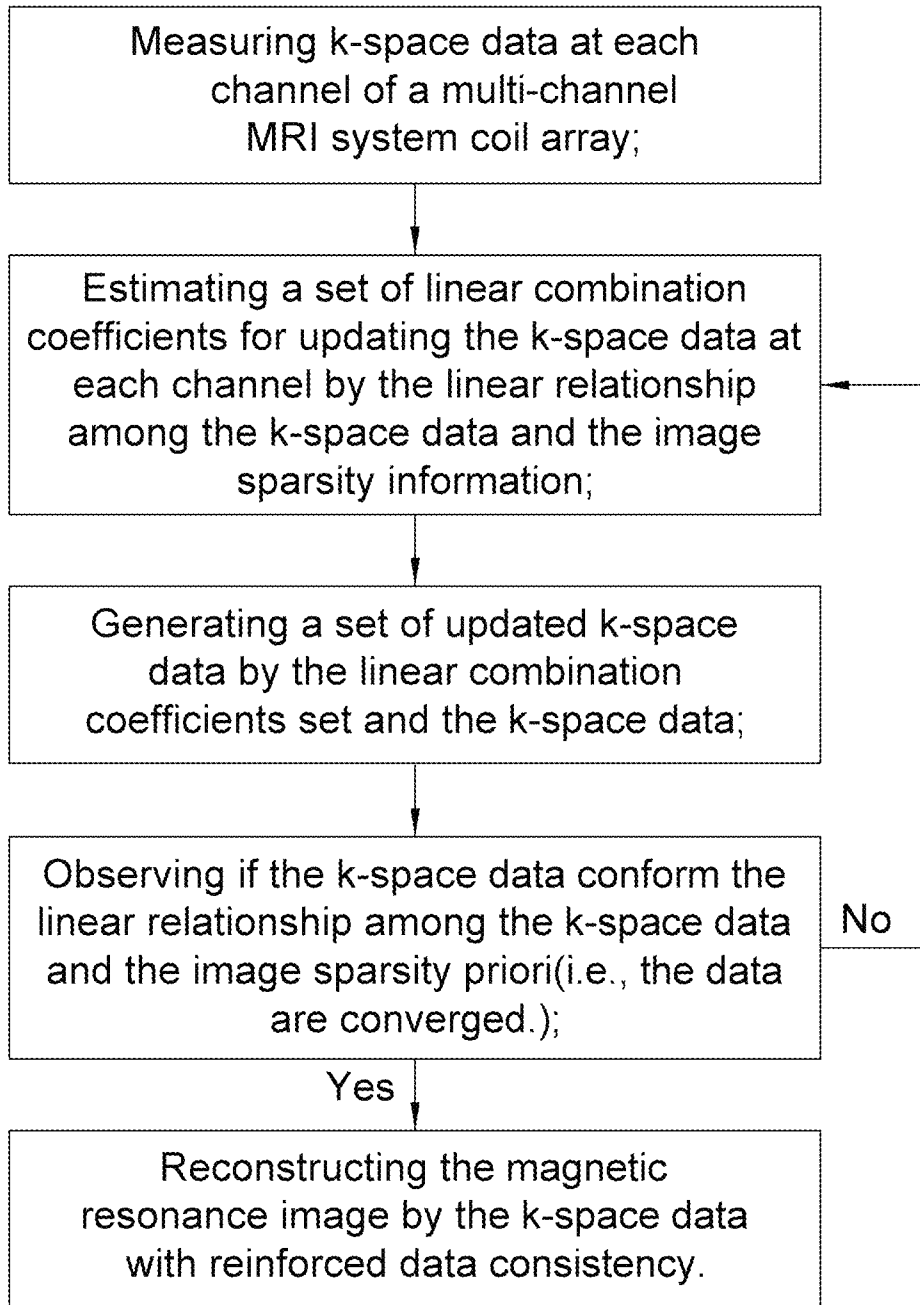 Measuring k-space data at each
channel of a multi-channel
MRI system coil array;
Estimating a set of linear combination
coefficients for updating the k-space data at
each channel by the linear relationship
among the k-space data and the image
sparsity information;
Generating a set of updated k-space
data by the linear combination
coefficients set and the k-space data;
Observing if the k-space data conform the
linear relationship among the k-space data
and the image sparsity priori(i.e., the data
are converged.);
No
Yes
Reconstructing the magnetic
resonance image by the k-space data
with reinforced data consistency.